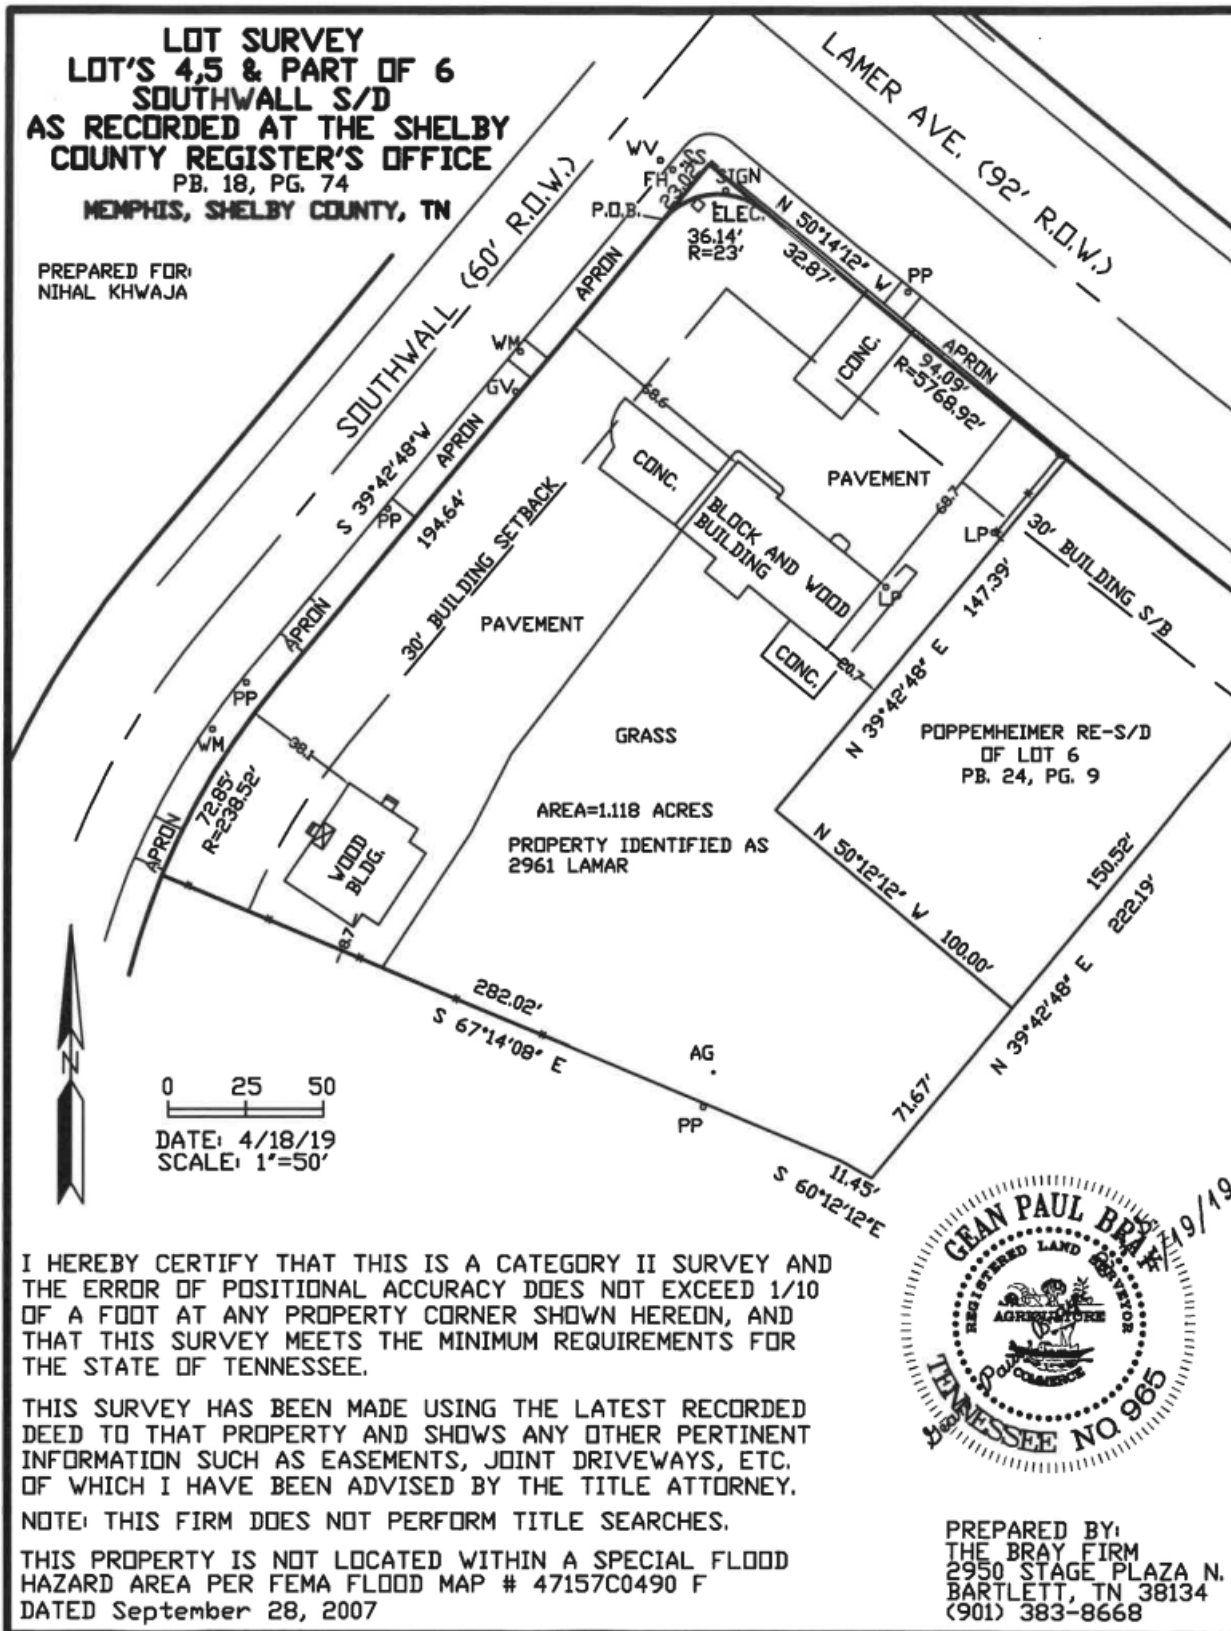 LOT SURVEY
LOT'S 4,5 & PART OF 6
SOUTHWALL S/D
AS RECORDED AT THE SHELBY
COUNTY REGISTER'S OFFICE
PB. 18, PG. 74
MEMPHIS, SHELBY COUNTY, TN
PREPARED FOR:
NIHAL KHWAJA
LAMER AVE. (92' R.O.W.)
SOUTHWALL (60' R.O.W.)
WV
FH
23.02'
SIGN
P.O.B.
ELEC.
36.14'
R=23'
N 50°14'12" W
32.87'
PP
APRON
CONC.
APRON
94.09'
R=5768.92'
WM
GV
68.6
S 39°42'48"W
APRON
CONC.
PAVEMENT
PP
194.64'
30' BUILDING SETBACK
BLOCK AND WOOD
BUILDING
68.7
LP
30' BUILDING S/B
LP
147.39'
APRON
PAVEMENT
CONC.
20.7
N 39°42'48" E
PP
WM
38.1
GRASS
POPPEMHEIMER RE-S/D
OF LOT 6
PB. 24, PG. 9
72.85'
R=238.52'
AREA=1.118 ACRES
PROPERTY IDENTIFIED AS
2961 LAMAR
APRON
WOOD
BLDG.
8.7
N 50°12'12" W
100.00'
150.52'
222.19'
N 39°42'48" E
282.02'
S 67°14'08" E
AG
PP
71.67'
11.45'
S 60°12'12"E
N
0 25 50
DATE: 4/18/19
SCALE: 1"=50'
GEAN PAUL BRAY
REGISTERED LAND SURVEYOR
AGRICULTURE
COMMERCE
TENNESSEE NO. 965
I HEREBY CERTIFY THAT THIS IS A CATEGORY II SURVEY AND
THE ERROR OF POSITIONAL ACCURACY DOES NOT EXCEED 1/10
OF A FOOT AT ANY PROPERTY CORNER SHOWN HEREON, AND
THAT THIS SURVEY MEETS THE MINIMUM REQUIREMENTS FOR
THE STATE OF TENNESSEE.
THIS SURVEY HAS BEEN MADE USING THE LATEST RECORDED
DEED TO THAT PROPERTY AND SHOWS ANY OTHER PERTINENT
INFORMATION SUCH AS EASEMENTS, JOINT DRIVEWAYS, ETC.
OF WHICH I HAVE BEEN ADVISED BY THE TITLE ATTORNEY.
NOTE: THIS FIRM DOES NOT PERFORM TITLE SEARCHES.
THIS PROPERTY IS NOT LOCATED WITHIN A SPECIAL FLOOD
HAZARD AREA PER FEMA FLOOD MAP # 47157C0490 F
DATED September 28, 2007
PREPARED BY:
THE BRAY FIRM
2950 STAGE PLAZA N.
BARTLETT, TN 38134
(901) 383-8668